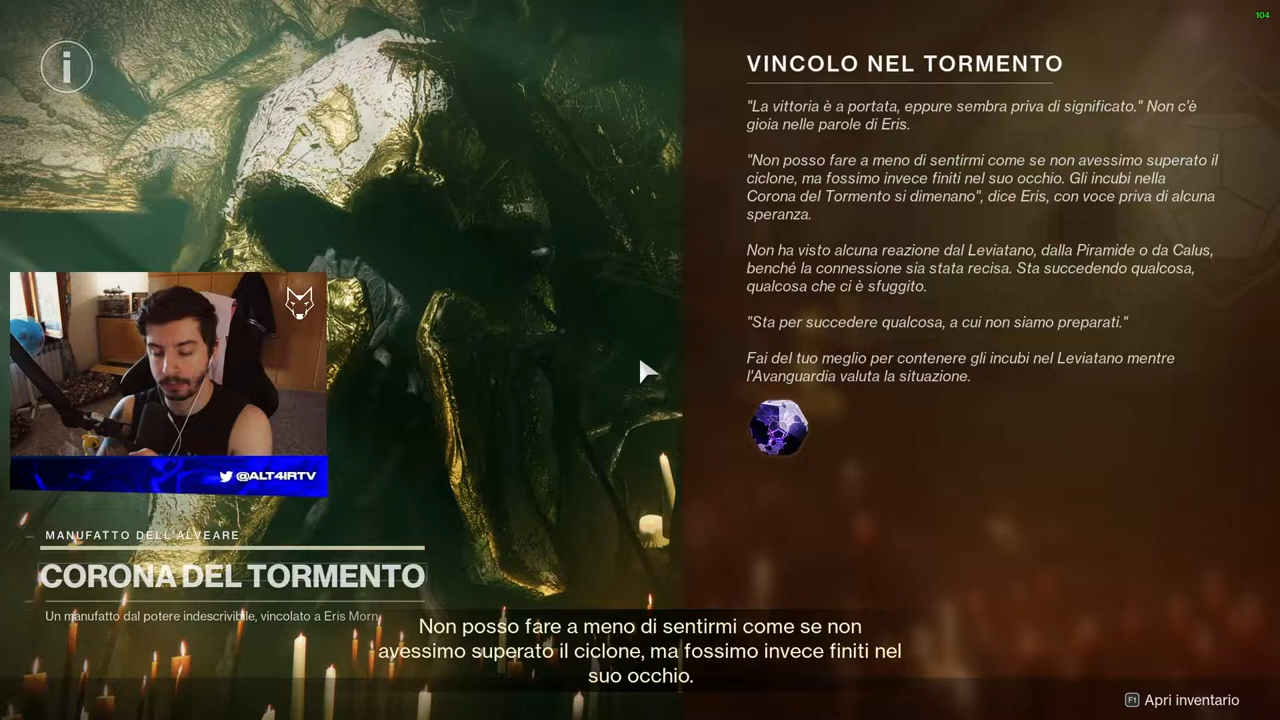 104
i
VINCOLO NEL TORMENTO
"La vittoria è a portata, eppure sembra priva di significato." Non c'è
gioia nelle parole di Eris.
"Non posso fare a meno di sentirmi come se non avessimo superato il
ciclone, ma fossimo invece finiti nel suo occhio. Gli incubi nella
Corona del Tormento si dimenano", dice Eris, con voce priva di alcuna
speranza.
Non ha visto alcuna reazione dal Leviatano, dalla Piramide o da Calus,
benché la connessione sia stata recisa. Sta succedendo qualcosa,
qualcosa che ci è sfuggito.
"Sta per succedere qualcosa, a cui non siamo preparati."
Fai del tuo meglio per contenere gli incubi nel Leviatano mentre
l'Avanguardia valuta la situazione.
@ALT4IRTV
MANUFATTO DELL'ALVEARE
CORONA DEL TORMENTO
Un manufatto dal potere indescrivibile, vincolato a Eris Morn.
Non posso fare a meno di sentirmi come se non
avessimo superato il ciclone, ma fossimo invece finiti nel
suo occhio.
F1 Apri inventario